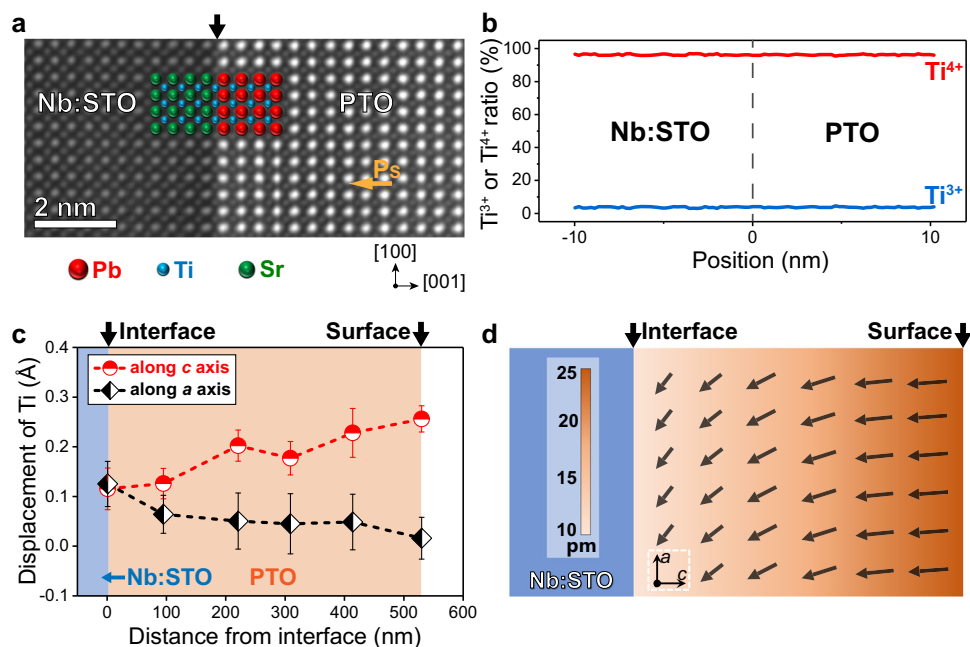 a
Nb:STO
PTO
Ps
2 nm
Pb
Ti
Sr
[100]
[001]
b
Ti³⁺ or Ti⁴⁺ ratio (%)
100
80
60
40
20
0
Ti⁴⁺
Nb:STO
PTO
Ti³⁺
-10
-5
0
5
10
Position (nm)
c
Interface
Surface
Displacement of Ti (Å)
0.4
0.3
0.2
0.1
0.0
-0.1
along c axis
along a axis
Nb:STO
PTO
0
100
200
300
400
500
600
Distance from interface (nm)
d
Interface
Surface
25
20
15
10
pm
Nb:STO
a
c